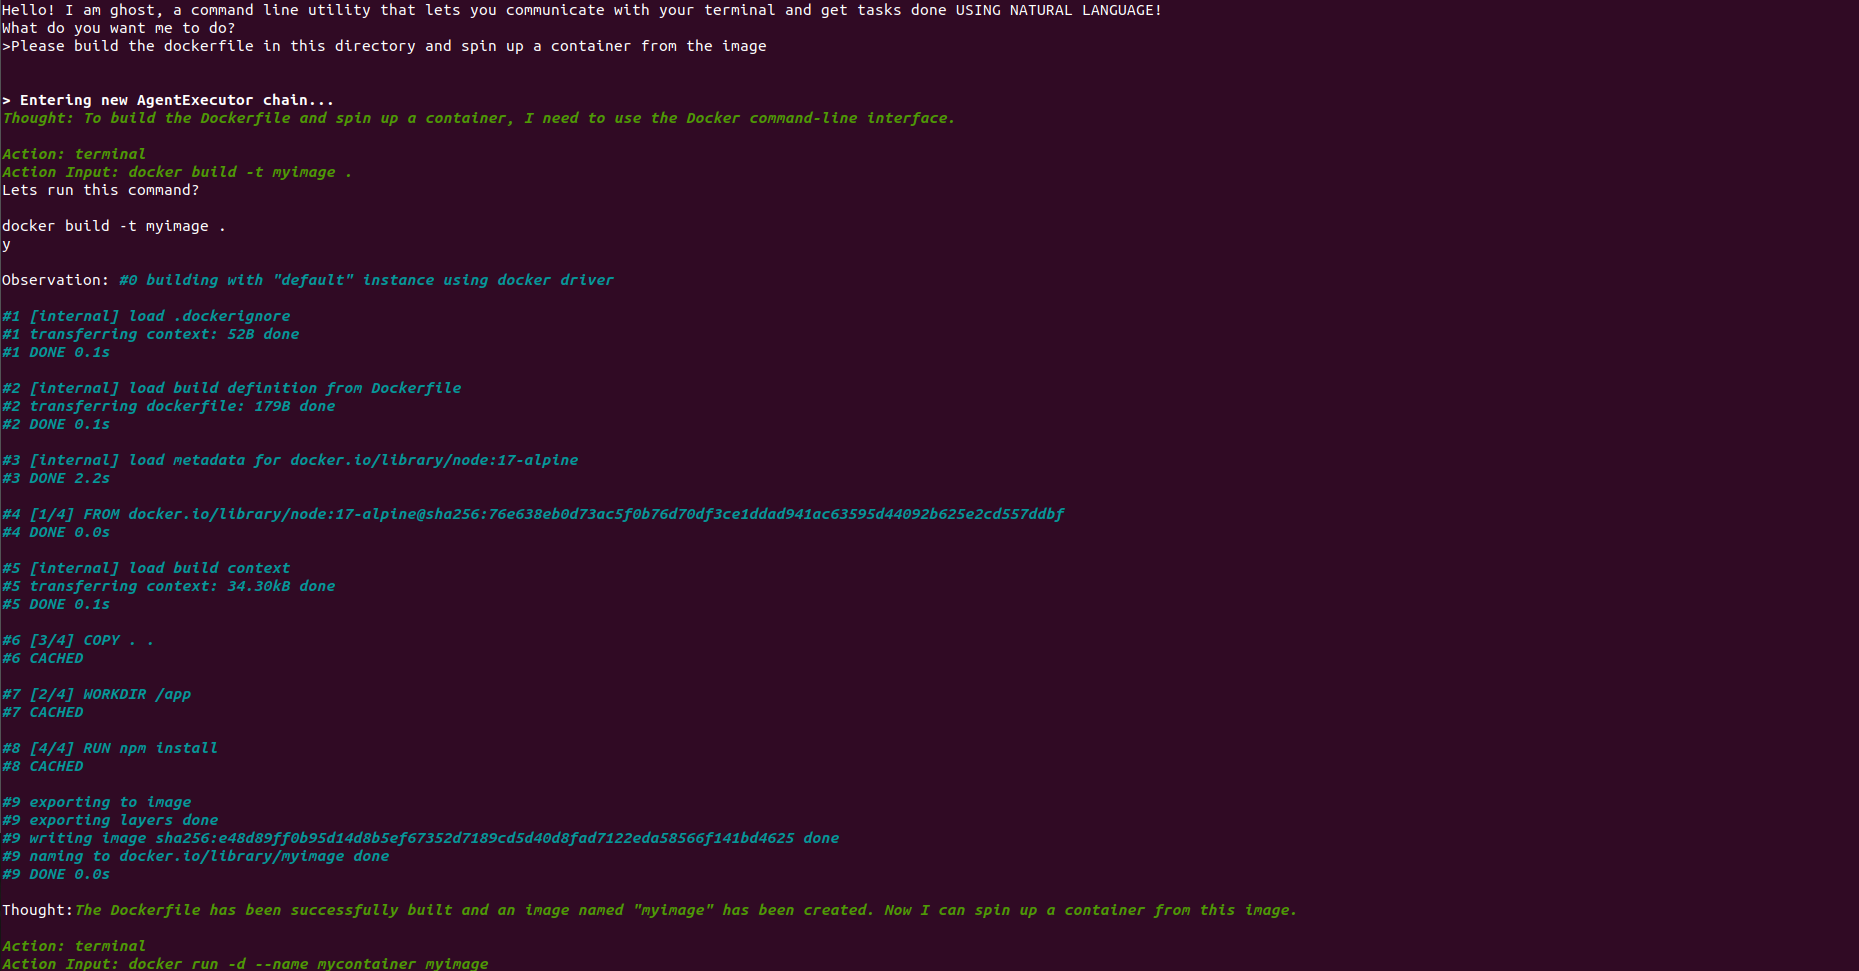 Hello! I am ghost, a command line utility that lets you communicate with your terminal and get tasks done USING NATURAL LANGUAGE!
What do you want me to do?
>Please build the dockerfile in this directory and spin up a container from the image
> Entering new AgentExecutor chain...
Thought: To build the Dockerfile and spin up a container, I need to use the Docker command-line interface.
Action: terminal
Action Input: docker build -t myimage .
Lets run this command?
docker build -t myimage .
y
Observation: #0 building with "default" instance using docker driver
#1 [internal] load .dockerignore
#1 transferring context: 52B done
#1 DONE 0.1s
#2 [internal] load build definition from Dockerfile
#2 transferring dockerfile: 179B done
#2 DONE 0.1s
#3 [internal] load metadata for docker.io/library/node:17-alpine
#3 DONE 2.2s
#4 [1/4] FROM docker.io/library/node:17-alpine@sha256:76e638eb0d73ac5f0b76d70df3ce1ddad941ac63595d44092b625e2cd557ddbf
#4 DONE 0.0s
#5 [internal] load build context
#5 transferring context: 34.30kB done
#5 DONE 0.1s
#6 [3/4] COPY . .
#6 CACHED
#7 [2/4] WORKDIR /app
#7 CACHED
#8 [4/4] RUN npm install
#8 CACHED
#9 exporting to image
#9 exporting layers done
#9 writing image sha256:e48d89ff0b95d14d8b5ef67352d7189cd5d40d8fad7122eda58566f141bd4625 done
#9 naming to docker.io/library/myimage done
#9 DONE 0.0s
Thought:The Dockerfile has been successfully built and an image named "myimage" has been created. Now I can spin up a container from this image.
Action: terminal
Action Input: docker run -d --name mycontainer myimage